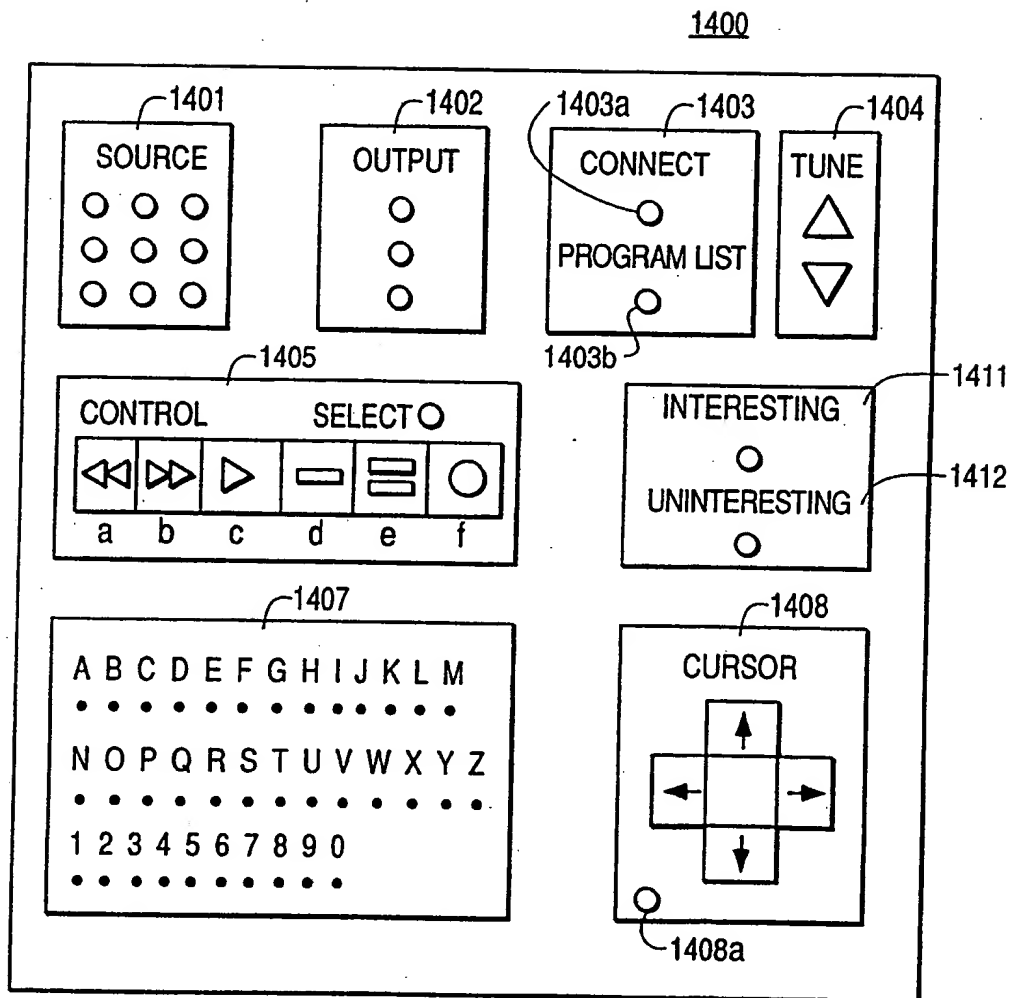 1400
1401
1402
1403a
1403
1404
SOURCE
OUTPUT
CONNECT
TUNE
PROGRAM LIST
1403b
1405
CONTROL
SELECT
a b c d e f
1411
INTERESTING
1412
UNINTERESTING
1407
A B C D E F G H I J K L M
N O P Q R S T U V W X Y Z
1 2 3 4 5 6 7 8 9 0
1408
CURSOR
1408a